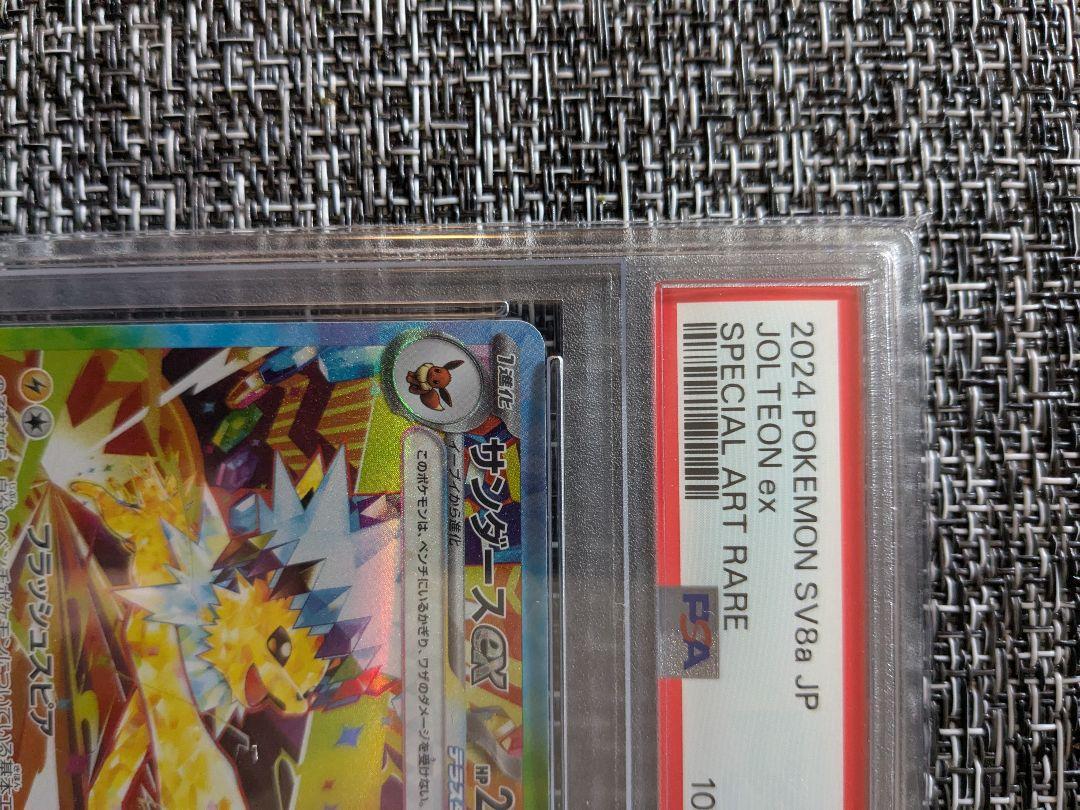 2024 POKEMON SV8a JP
JOLTEON ex
SPECIAL ART RARE
PSA
10
1進化
サンダースex
HP 2
イーブイから進化
このポケモンは、ベンチにいるかぎり、ワザのダメージを受けない。
フラッシュスピア